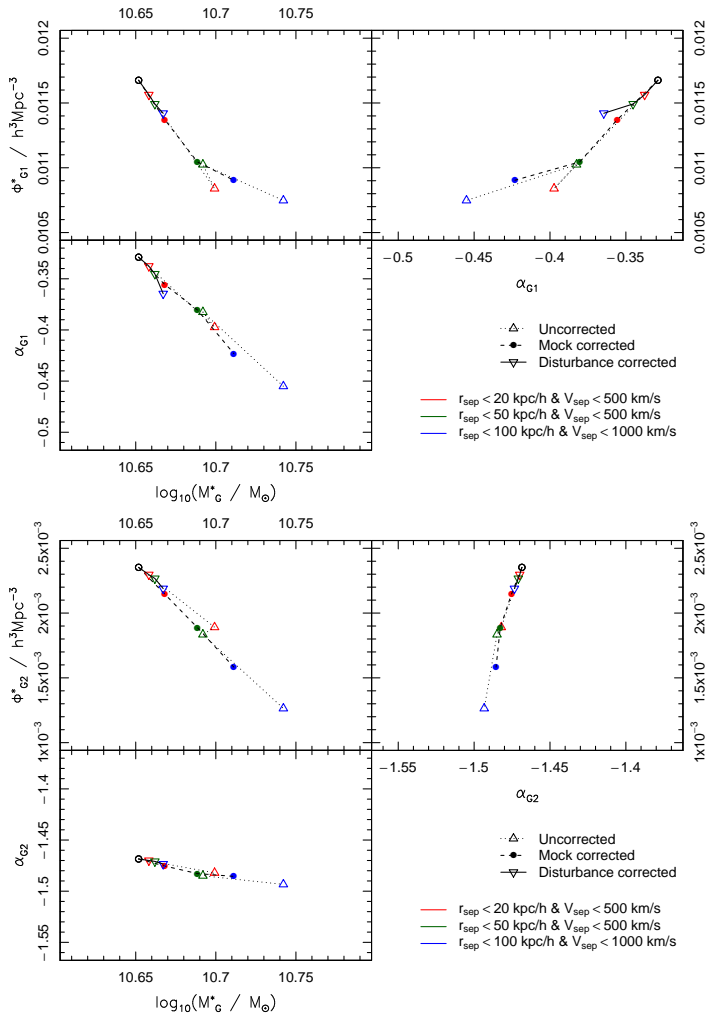 10.65 10.7 10.75
0.0105 0.011 0.0115 0.012
ϕ*G1 / h³Mpc⁻³
0.0105 0.011 0.0115 0.012
−0.5 −0.45 −0.4 −0.35
αG1
−0.5 −0.45 −0.4 −0.35
αG1
10.65 10.7 10.75
log₁₀(M*G / M⊙)
Uncorrected
Mock corrected
Disturbance corrected
rsep < 20 kpc/h & Vsep < 500 km/s
rsep < 50 kpc/h & Vsep < 500 km/s
rsep < 100 kpc/h & Vsep < 1000 km/s
10.65 10.7 10.75
1x10⁻³ 1.5x10⁻³ 2x10⁻³ 2.5x10⁻³
ϕ*G2 / h³Mpc⁻³
1x10⁻³ 1.5x10⁻³ 2x10⁻³ 2.5x10⁻³
−1.55 −1.5 −1.45 −1.4
αG2
−1.55 −1.5 −1.45 −1.4
αG2
10.65 10.7 10.75
log₁₀(M*G / M⊙)
Uncorrected
Mock corrected
Disturbance corrected
rsep < 20 kpc/h & Vsep < 500 km/s
rsep < 50 kpc/h & Vsep < 500 km/s
rsep < 100 kpc/h & Vsep < 1000 km/s